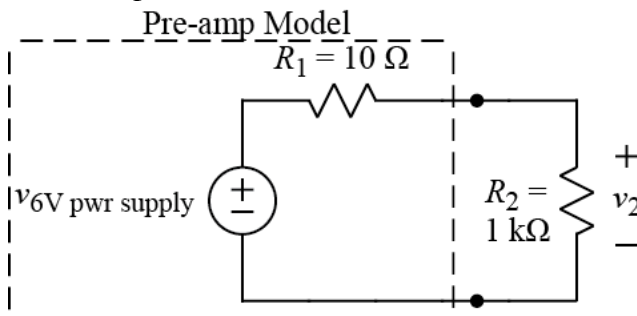 Pre-amp Model
R1 = 10 Ω
+
−
v6V pwr supply
R2 =
1 kΩ
+
v2
−